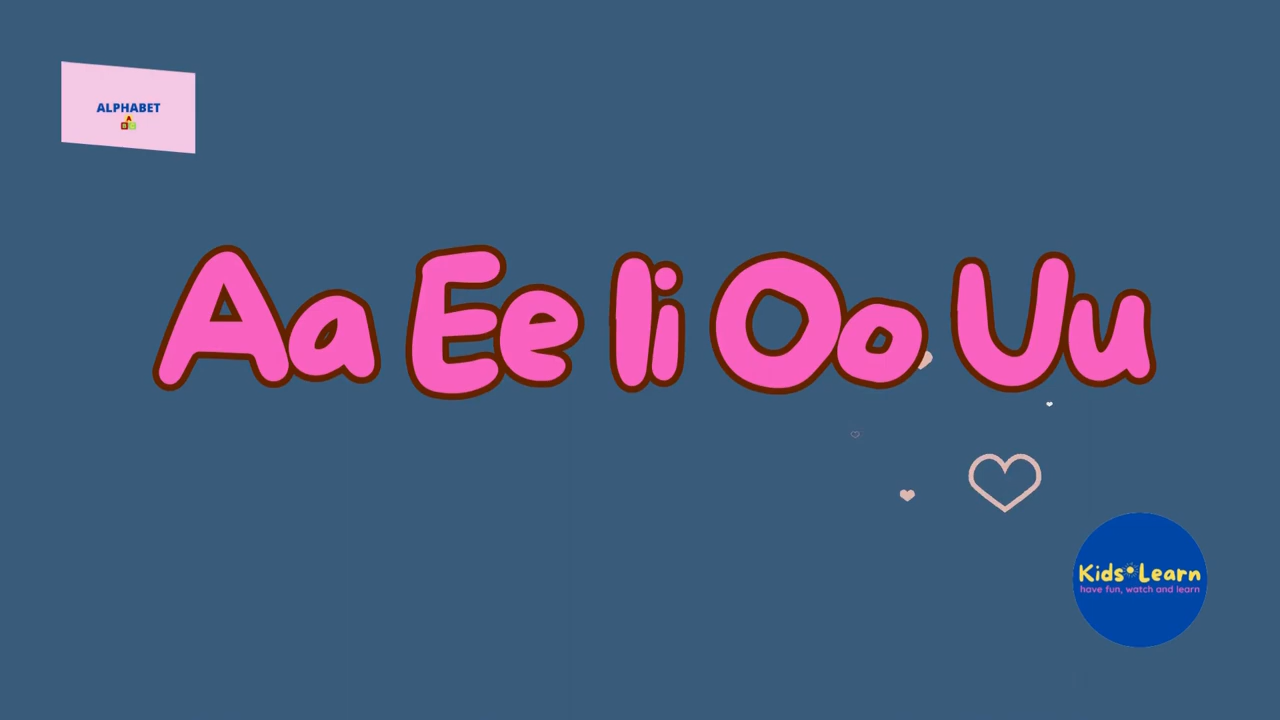 ALPHABET
A
B C
Aa Ee Ii Oo Uu
Kids Learn
have fun, watch and learn